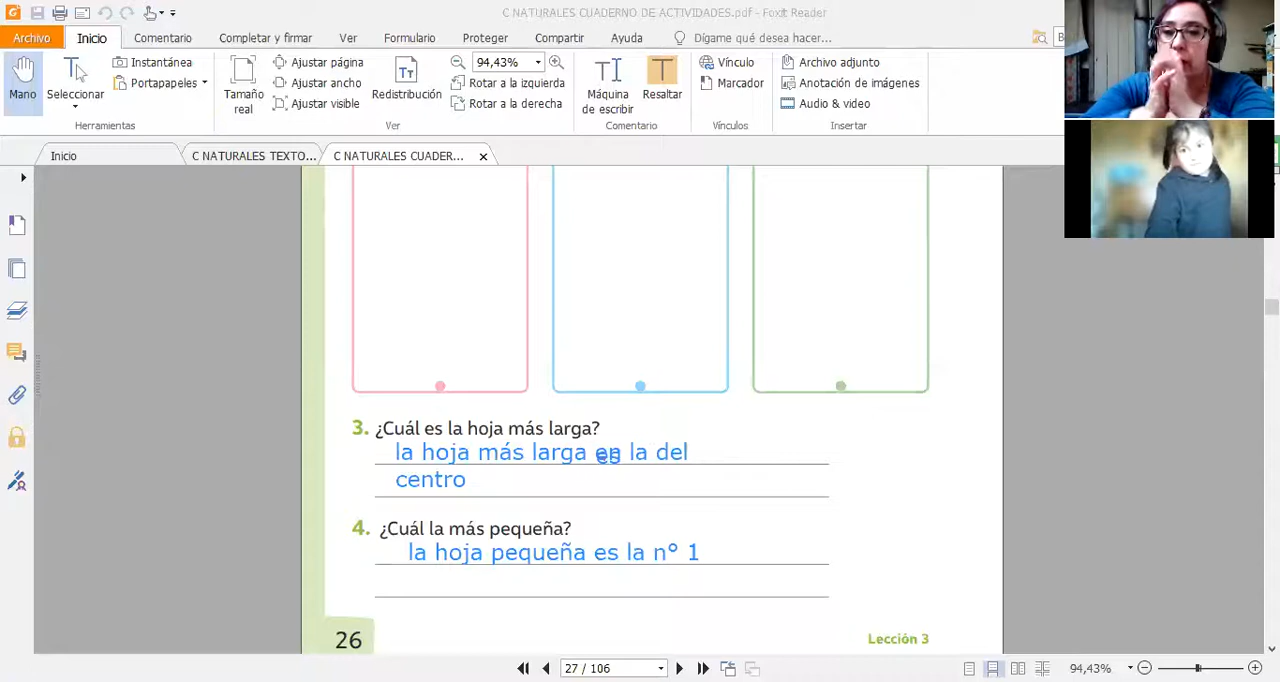 C NATURALES CUADERNO DE ACTIVIDADES.pdf - Foxit Reader
Archivo Inicio Comentario Completar y firmar Ver Formulario Proteger Compartir Ayuda Dígame qué desea hacer...
Mano
Seleccionar
Instantánea
Portapapeles
Herramientas
Tamaño real
Ajustar página
Ajustar ancho
Ajustar visible
94,43%
Redistribución
Rotar a la izquierda
Rotar a la derecha
Ver
Máquina de escribir
Resaltar
Comentario
Vínculo
Marcador
Vínculos
Archivo adjunto
Anotación de imágenes
Audio & video
Insertar
Inicio C NATURALES TEXTO... C NATURALES CUADER...
3. ¿Cuál es la hoja más larga?
la hoja más larga es la del
centro
4. ¿Cuál la más pequeña?
la hoja pequeña es la n° 1
26 Lección 3
27 / 106 94,43%